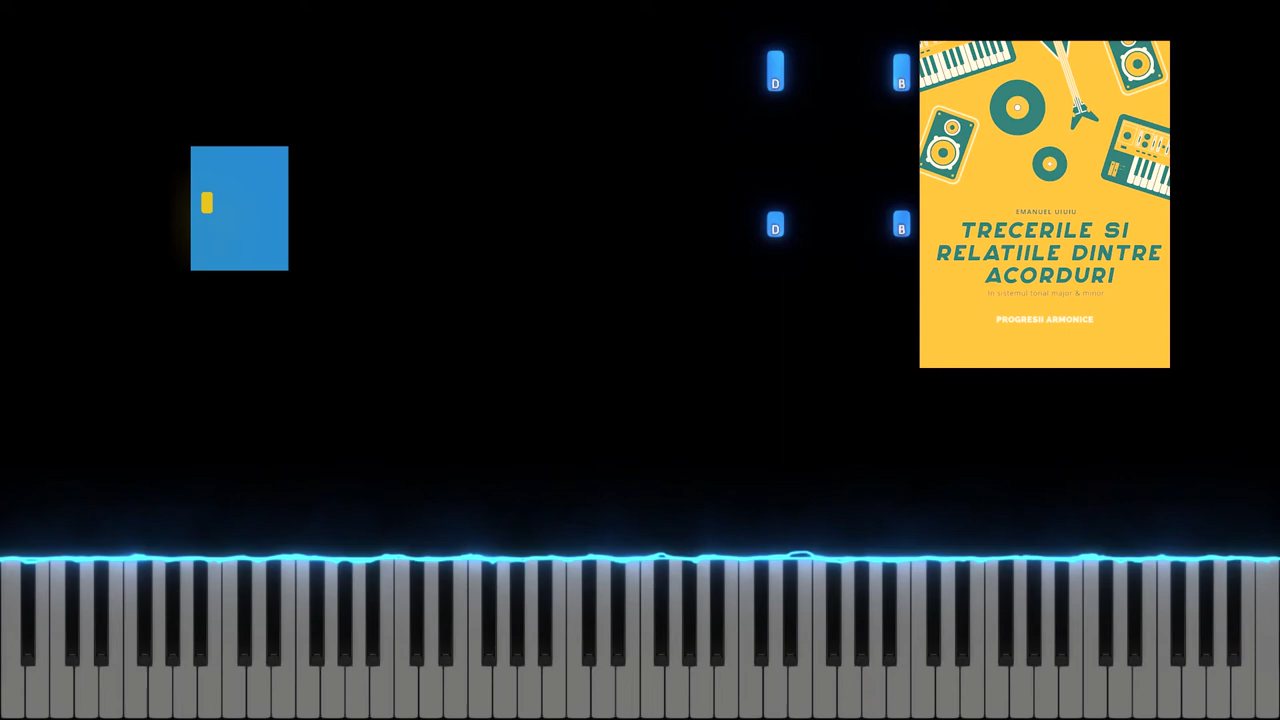 D B
EMANUEL UIUIU
TRECERILE SI
RELATIILE DINTRE
ACORDURI
in sistemul tonal major & minor
PROGRESII ARMONICE
D B